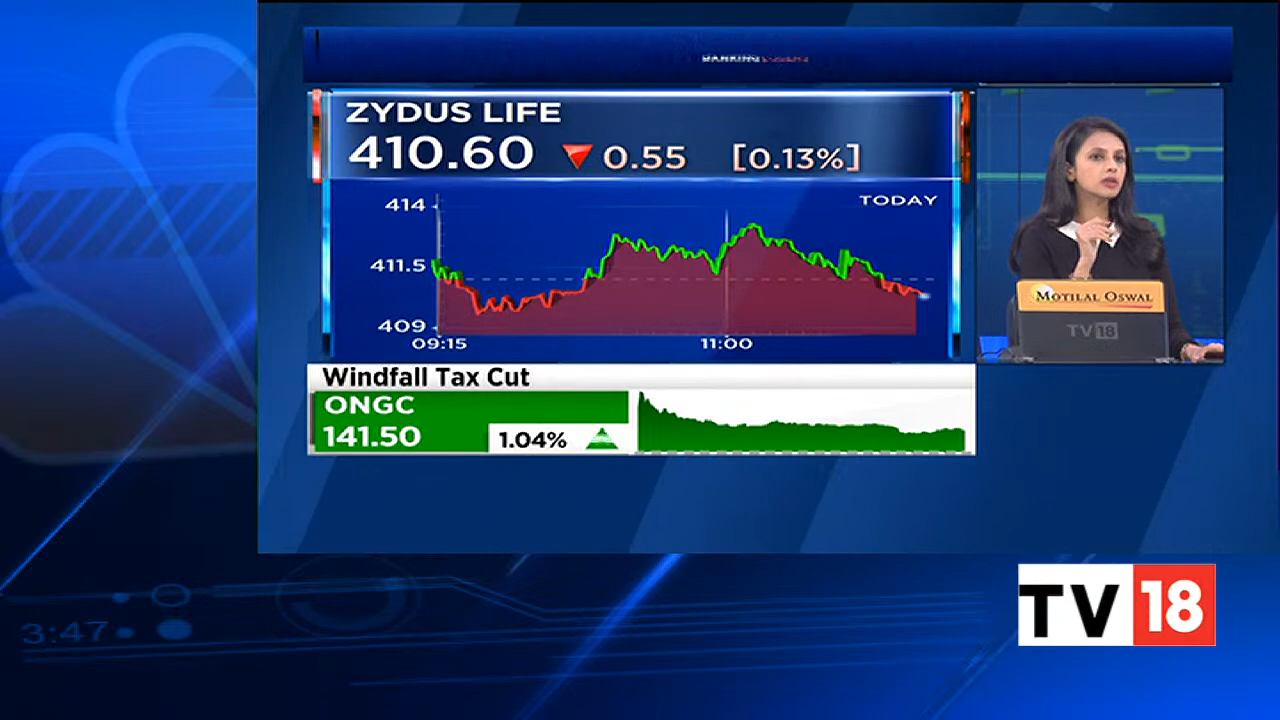 ZYDUS LIFE
410.60 ▼ 0.55 [0.13%]
TODAY
414
411.5
409
09:15 11:00
MOTILAL OSWAL
TV18
Windfall Tax Cut
ONGC
141.50 1.04% ▲
TV18
3:47